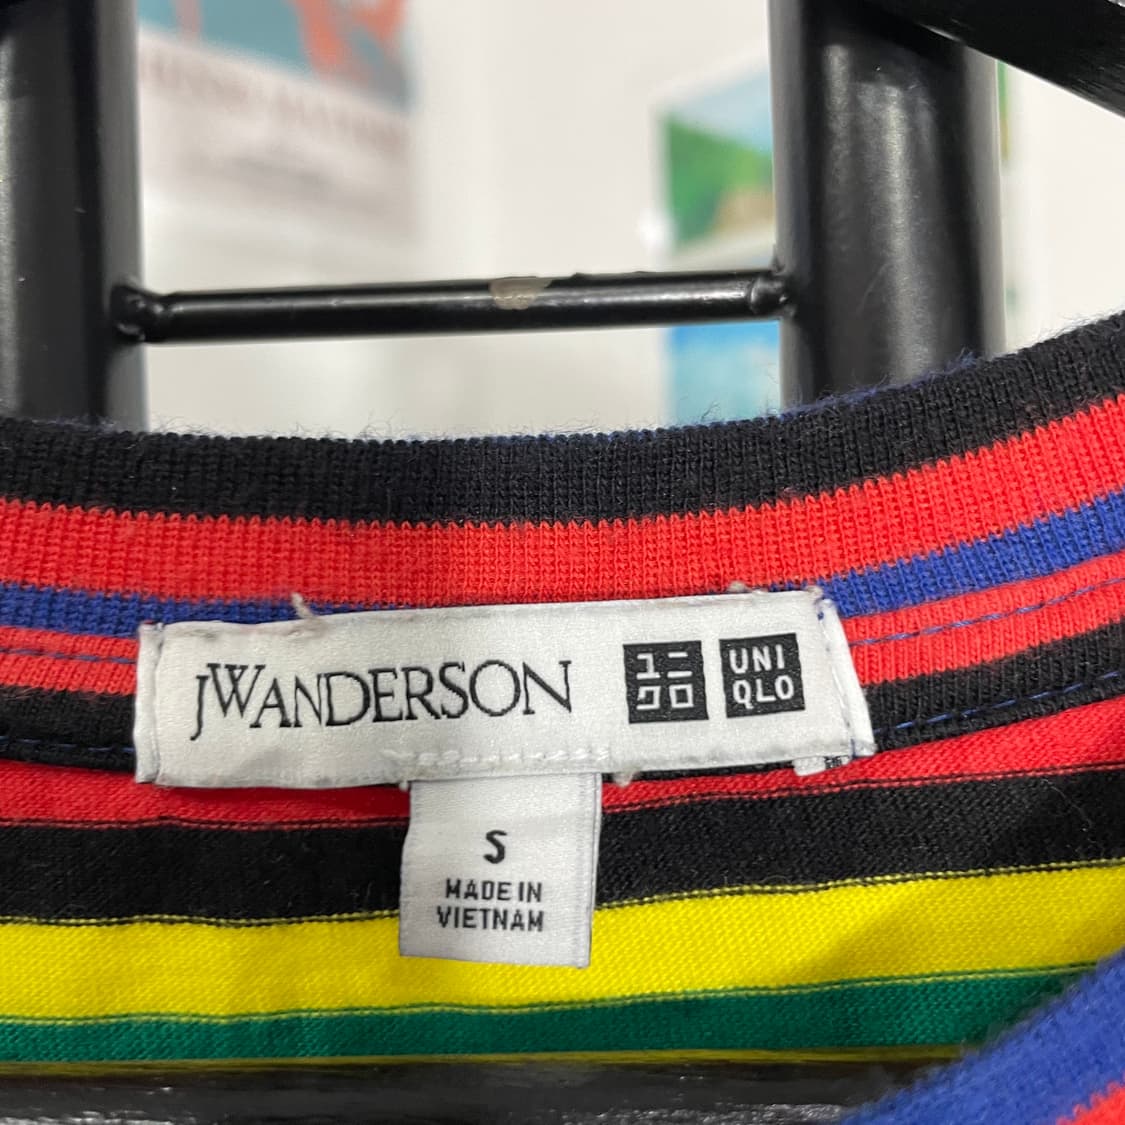 JWANDERSON ユニ UNI
クロ QLO
S
MADE IN
VIETNAM